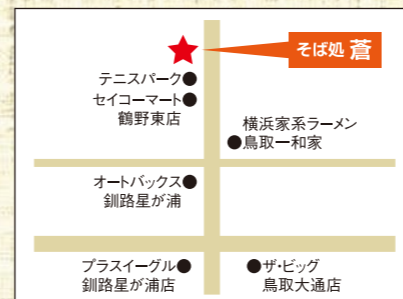 そば処 蒼
テニスパーク
セイコーマート
鶴野東店
横浜家系ラーメン
鳥取一和家
オートバックス
釧路星が浦
プラスイーグル
釧路星が浦店
ザ・ビッグ
鳥取大通店